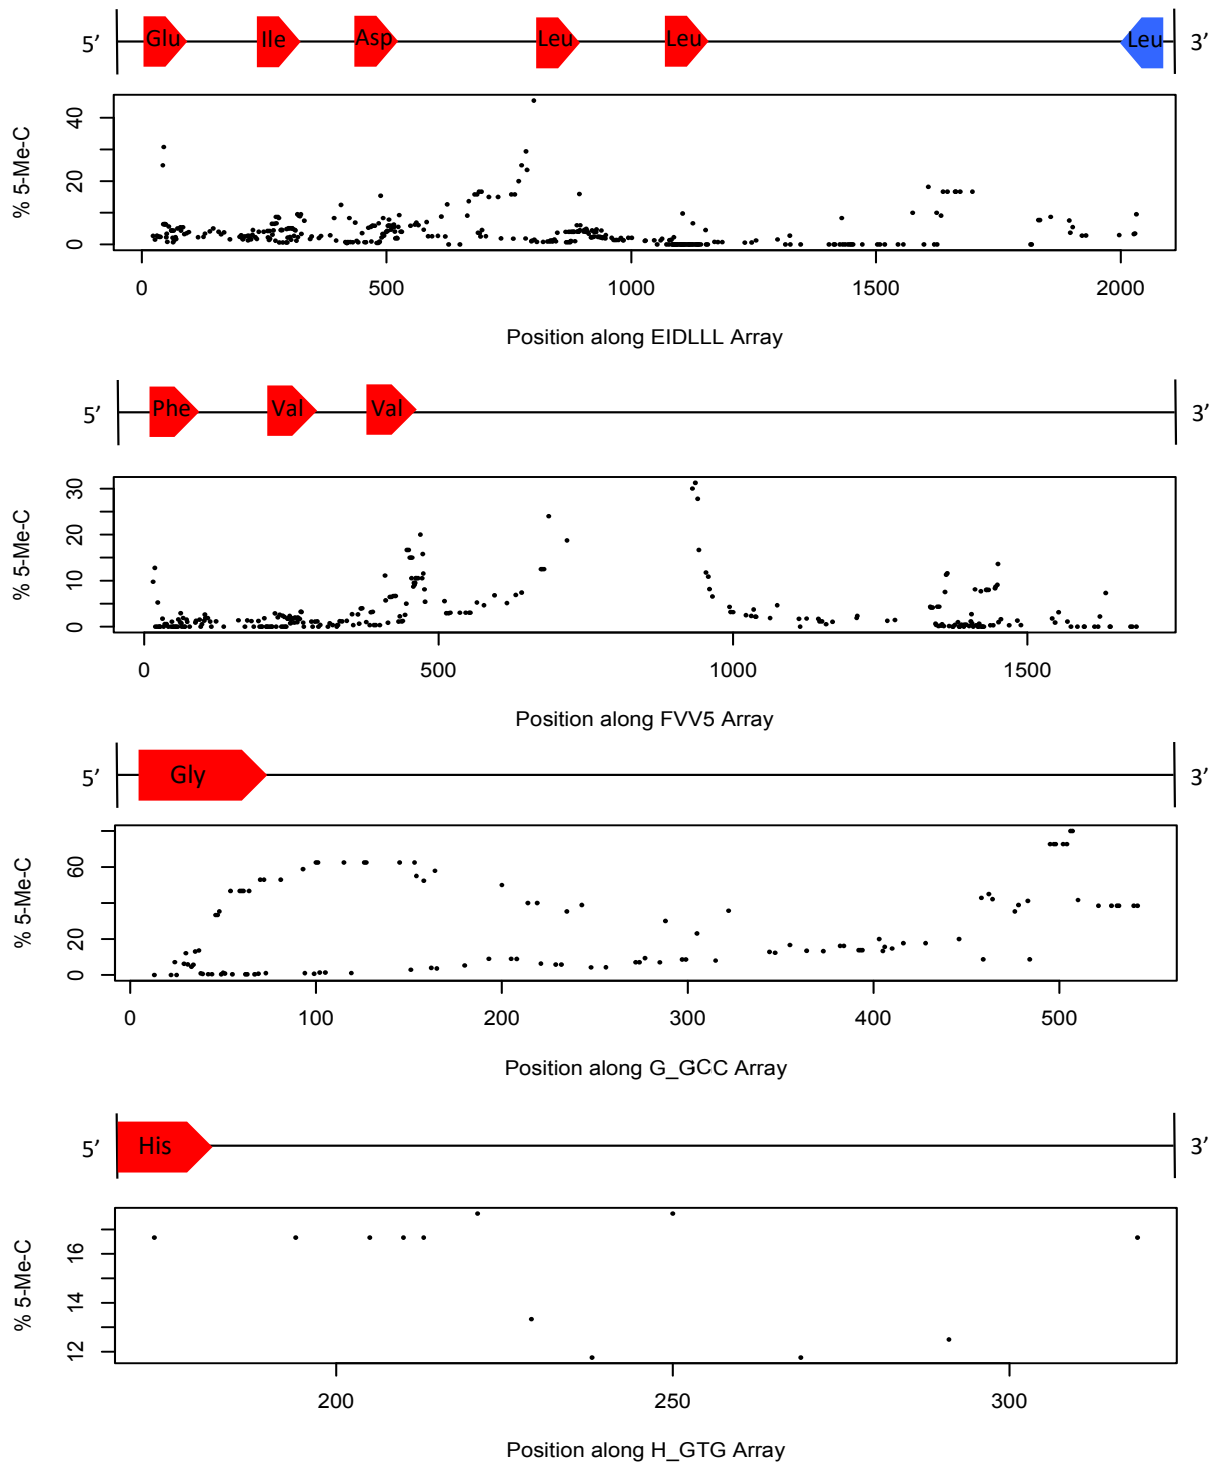 5’ Glu Ile Asp Leu Leu Leu 3’
% 5-Me-C
40
20
0
0 500 1000 1500 2000
Position along EIDLLL Array
5’ Phe Val Val 3’
% 5-Me-C
30
20
10
0
0 500 1000 1500
Position along FVV5 Array
5’ Gly 3’
% 5-Me-C
60
20
0
0 100 200 300 400 500
Position along G_GCC Array
5’ His 3’
% 5-Me-C
16
14
12
200 250 300
Position along H_GTG Array